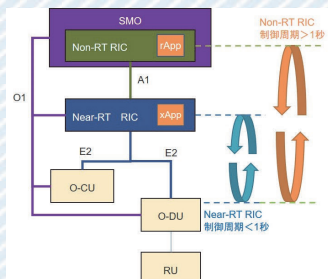 SMO
Non-RT RIC
rApp
Non-RT RIC
制御周期>1秒
O1
A1
Near-RT RIC
xApp
E2
E2
O-CU
O-DU
Near-RT RIC
制御周期<1秒
RU